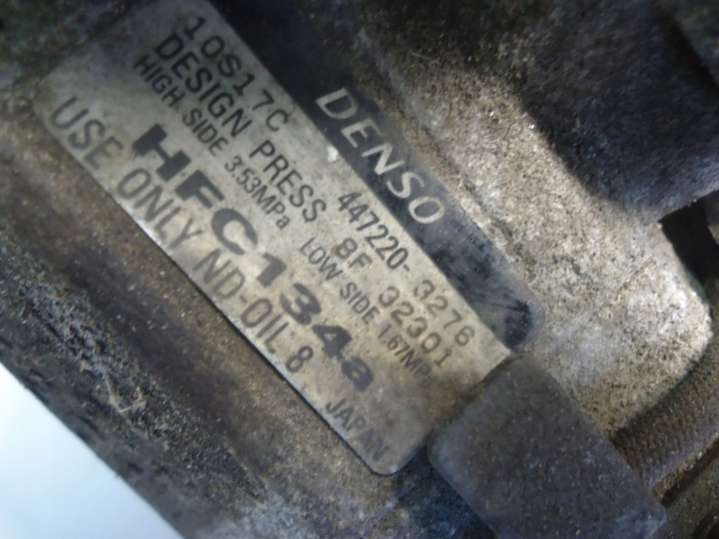 DENSO
10S17C 447220-3276
DESIGN PRESS 8F 32301
HIGH SIDE 3.53MPa LOW SIDE 1.67MPa
HFC134a
USE ONLY ND-OIL 8 JAPAN